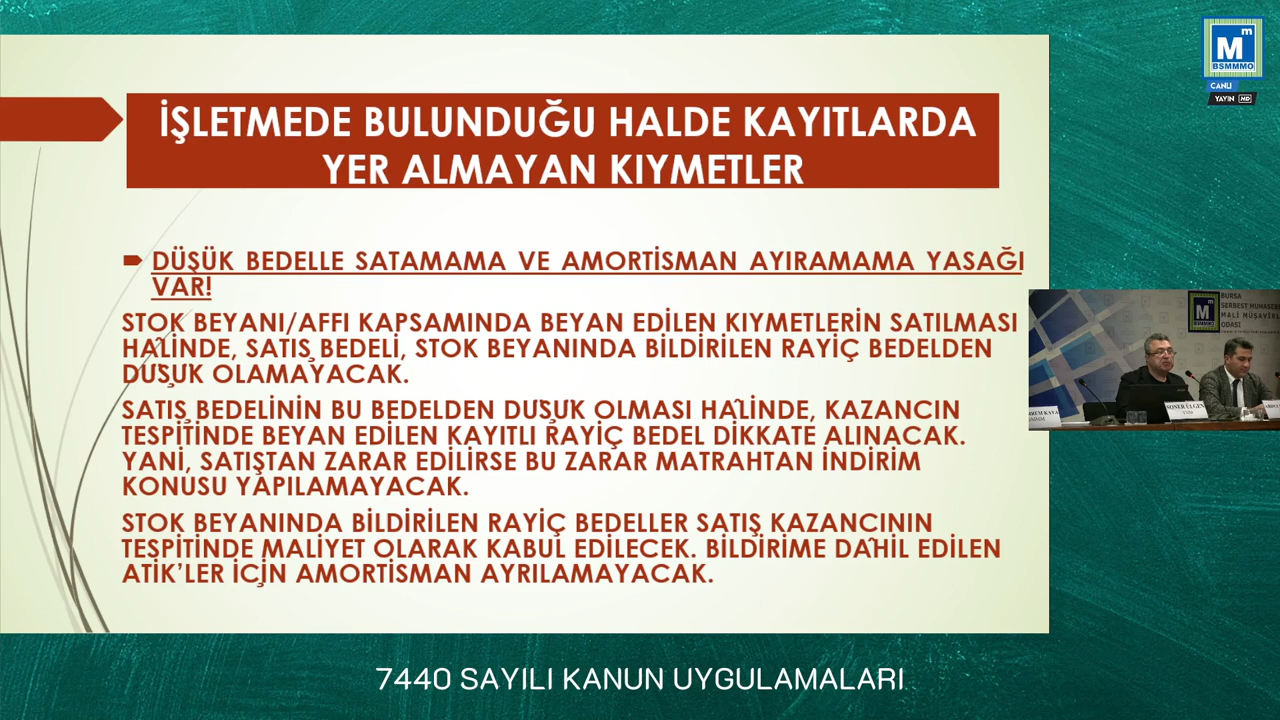 İŞLETMEDE BULUNDUĞU HALDE KAYITLARDA
YER ALMAYAN KIYMETLER
DÜŞÜK BEDELLE SATAMAMA VE AMORTİSMAN AYIRAMAMA YASAĞI
VAR!
STOK BEYANI/AFFI KAPSAMINDA BEYAN EDİLEN KIYMETLERİN SATILMASI
HALİNDE, SATIŞ BEDELİ, STOK BEYANINDA BİLDİRİLEN RAYİÇ BEDELDEN
DÜŞÜK OLAMAYACAK.
SATIŞ BEDELİNİN BU BEDELDEN DÜŞÜK OLMASI HÂLİNDE, KAZANCIN
TESPİTİNDE BEYAN EDİLEN KAYITLI RAYİÇ BEDEL DİKKATE ALINACAK.
YANİ, SATIŞTAN ZARAR EDİLİRSE BU ZARAR MATRAHTAN İNDİRİM
KONUSU YAPILAMAYACAK.
STOK BEYANINDA BİLDİRİLEN RAYİÇ BEDELLER SATIŞ KAZANCININ
TESPİTİNDE MALİYET OLARAK KABUL EDİLECEK. BİLDİRİME DÂHİL EDİLEN
ATİK'LER İÇİN AMORTİSMAN AYRILAMAYACAK.
Mm
BSMMMO
CANLI
YAYIN HD
BURSA
SERBEST MUHASEBE
MALİ MÜŞAVİRL
ODASI
SONER ÜLGEN
7440 SAYILI KANUN UYGULAMALARI